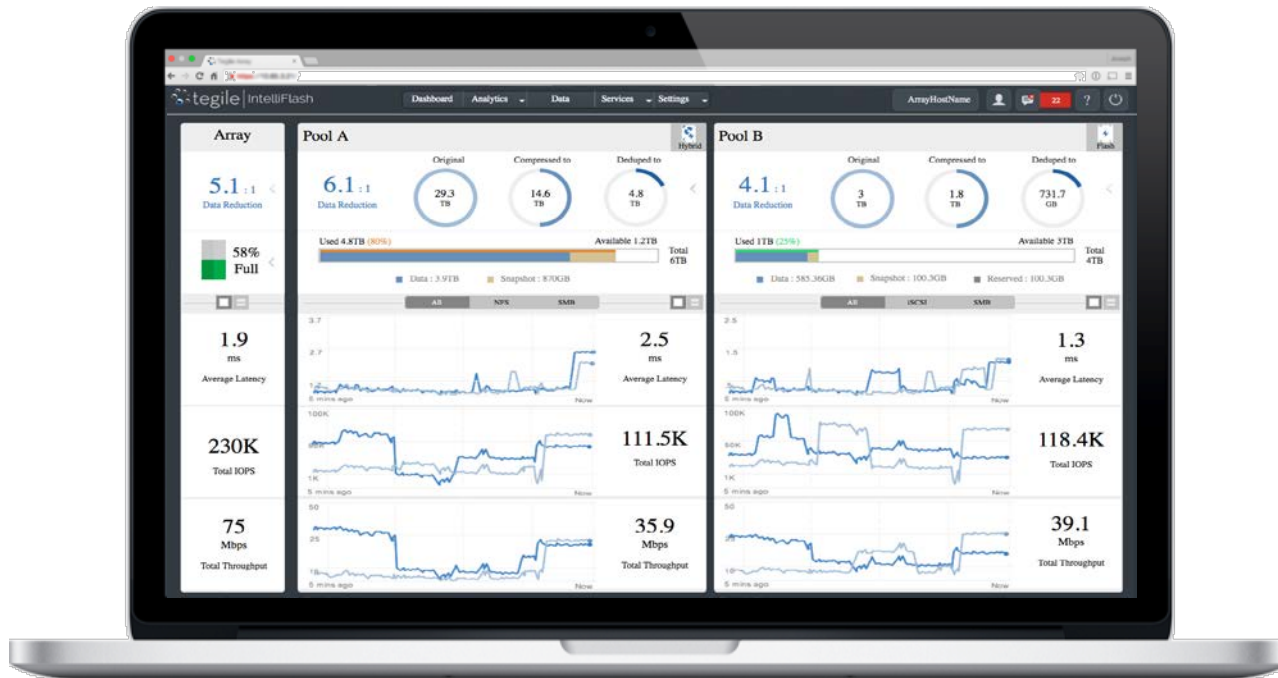 Tegile Array
tegile IntelliFlash
Dashboard Analytics Data Services Settings
ArrayHostName
22 ?
Array
5.1 : 1
Data Reduction
58%
Full
1.9
ms
Average Latency
230K
Total IOPS
75
Mbps
Total Throughput
Pool A
Hybrid
6.1 : 1
Data Reduction
Original
29.3
TB
Compressed to
14.6
TB
Deduped to
4.8
TB
Used 4.8TB (80%)
Available 1.2TB
Total
6TB
Data : 3.9TB
Snapshot : 870GB
All NFS SMB
3.7
2.7
5 mins ago
Now
2.5
ms
Average Latency
100K
1K
5 mins ago
Now
111.5K
Total IOPS
50
25
5 mins ago
Now
35.9
Mbps
Total Throughput
Pool B
Flash
4.1 : 1
Data Reduction
Original
3
TB
Compressed to
1.8
TB
Deduped to
731.7
GB
Used 1TB (25%)
Available 3TB
Total
4TB
Data : 585.36GB
Snapshot : 100.3GB
Reserved : 100.3GB
All iSCSI SMB
2.5
1.5
5 mins ago
Now
1.3
ms
Average Latency
100K
50K
1K
5 mins ago
Now
118.4K
Total IOPS
50
5 mins ago
Now
39.1
Mbps
Total Throughput